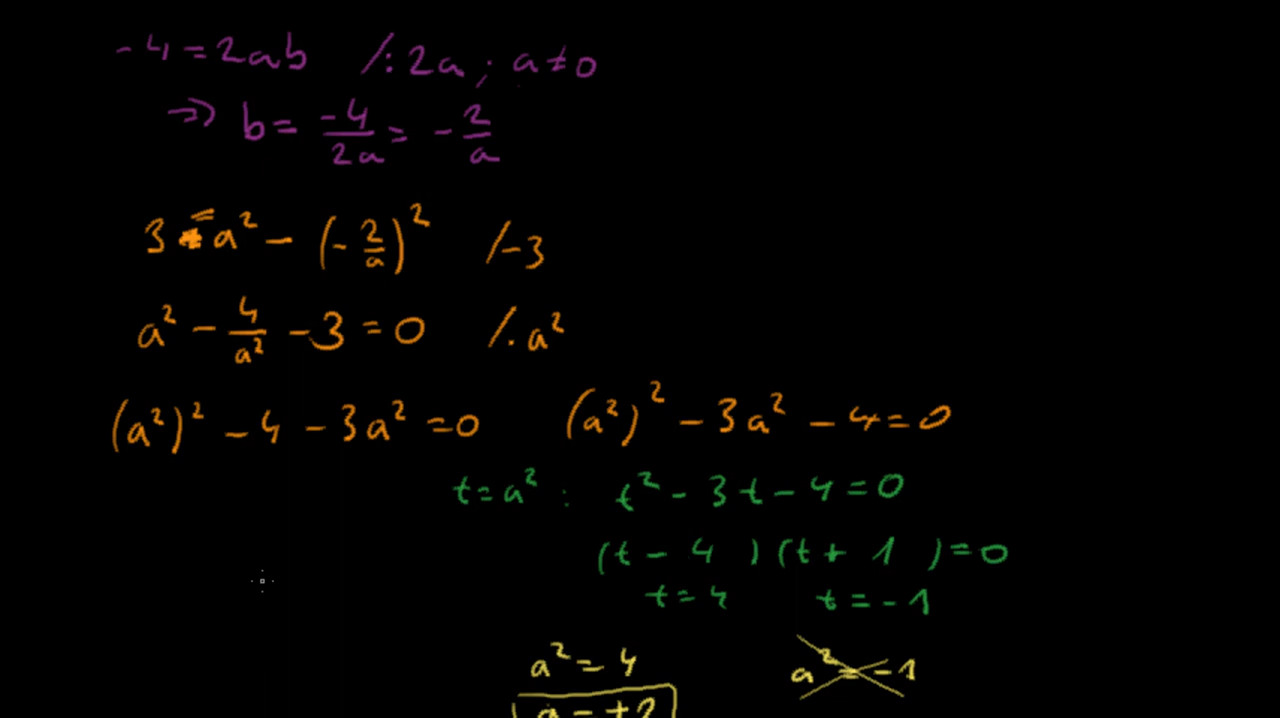 -4 = 2ab /:2a ; a≠0
⇒ b = -4/2a = -2/a
3 = a² - (-2/a)² /-3
a² - 4/a² - 3 = 0 /·a²
(a²)² - 4 - 3a² = 0 (a²)² - 3a² - 4 = 0
t = a² : t² - 3t - 4 = 0
(t - 4)(t + 1) = 0
t = 4 t = -1
a² = 4 a² = -1
a = ±2